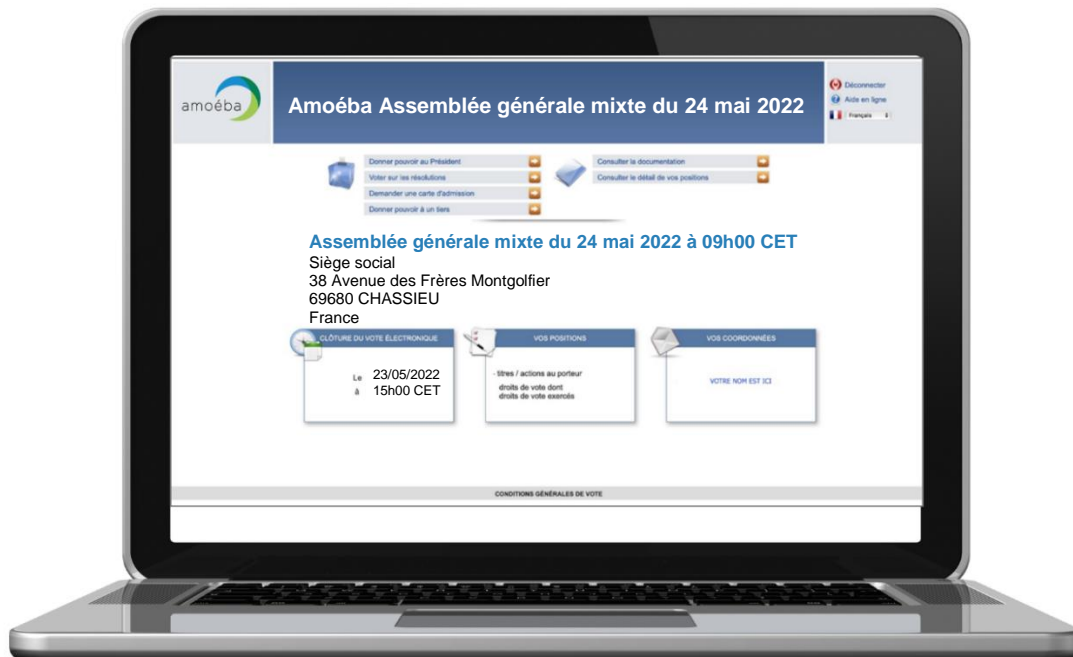 amoéba
Amoéba Assemblée générale mixte du 24 mai 2022
Déconnecter
Aide en ligne
Français
Donner pouvoir au Président
Voter sur les résolutions
Demander une carte d'admission
Donner pouvoir à un tiers
Consulter la documentation
Consulter le détail de vos positions
Assemblée générale mixte du 24 mai 2022 à 09h00 CET
Siège social
38 Avenue des Frères Montgolfier
69680 CHASSIEU
France
CLÔTURE DU VOTE ÉLECTRONIQUE
Le 23/05/2022
à 15h00 CET
VOS POSITIONS
- titres / actions au porteur
droits de vote dont
droits de vote exercés
VOS COORDONNÉES
VOTRE NOM EST ICI
CONDITIONS GÉNÉRALES DE VOTE